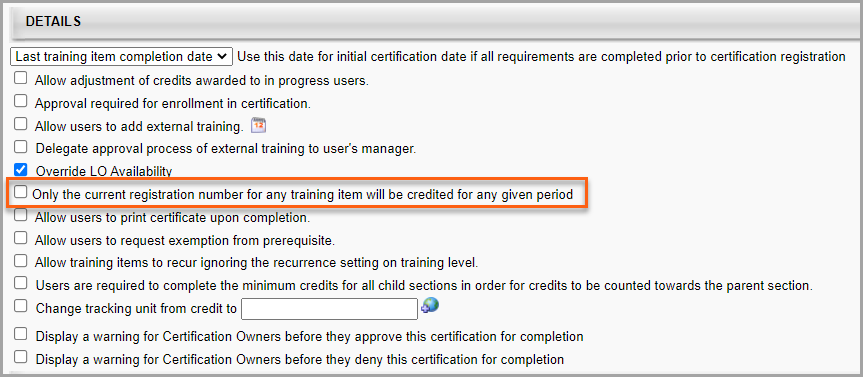 DETAILS
Last training item completion date Use this date for initial certification date if all requirements are completed prior to certification registration
Allow adjustment of credits awarded to in progress users.
Approval required for enrollment in certification.
Allow users to add external training. 12
Delegate approval process of external training to user's manager.
Override LO Availability
Only the current registration number for any training item will be credited for any given period
Allow users to print certificate upon completion.
Allow users to request exemption from prerequisite.
Allow training items to recur ignoring the recurrence setting on training level.
Users are required to complete the minimum credits for all child sections in order for credits to be counted towards the parent section.
Change tracking unit from credit to
Display a warning for Certification Owners before they approve this certification for completion
Display a warning for Certification Owners before they deny this certification for completion